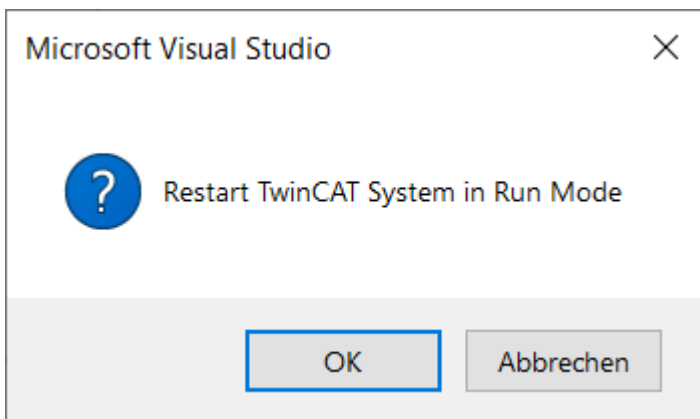 Microsoft Visual Studio
Restart TwinCAT System in Run Mode
OK
Abbrechen